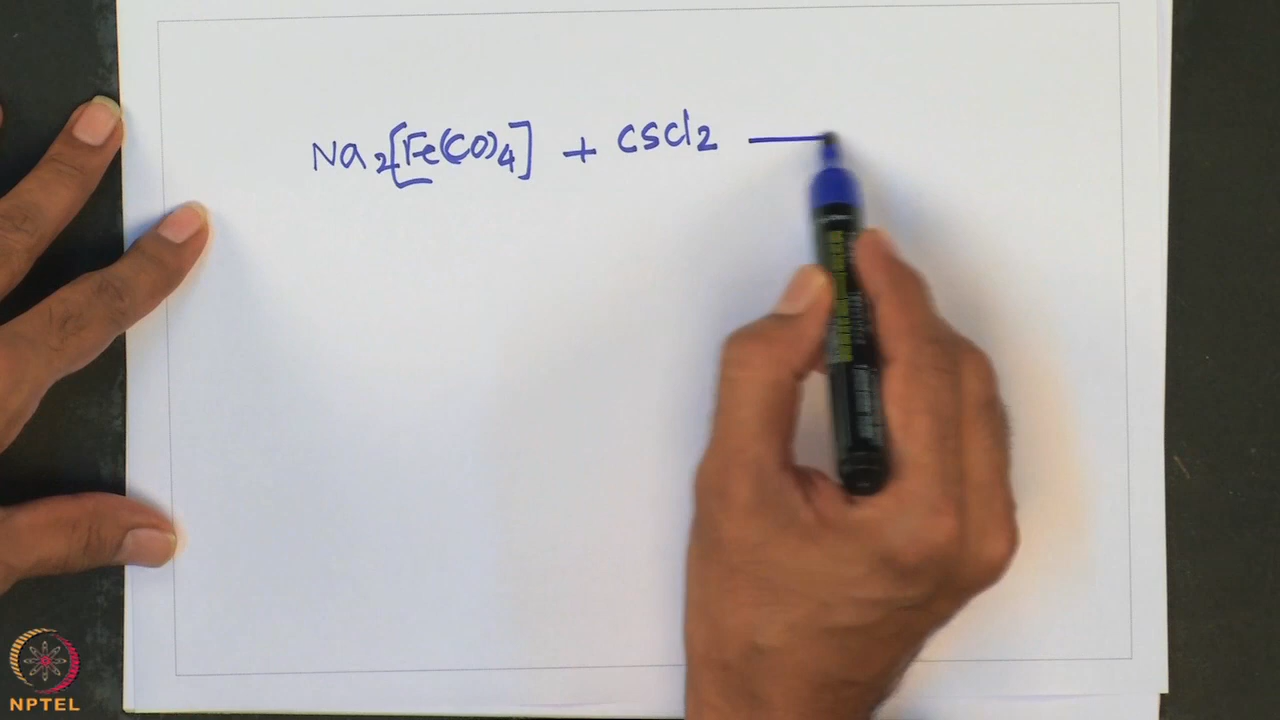 Na2[Fe(CO)4] + CSCl2 —
NPTEL